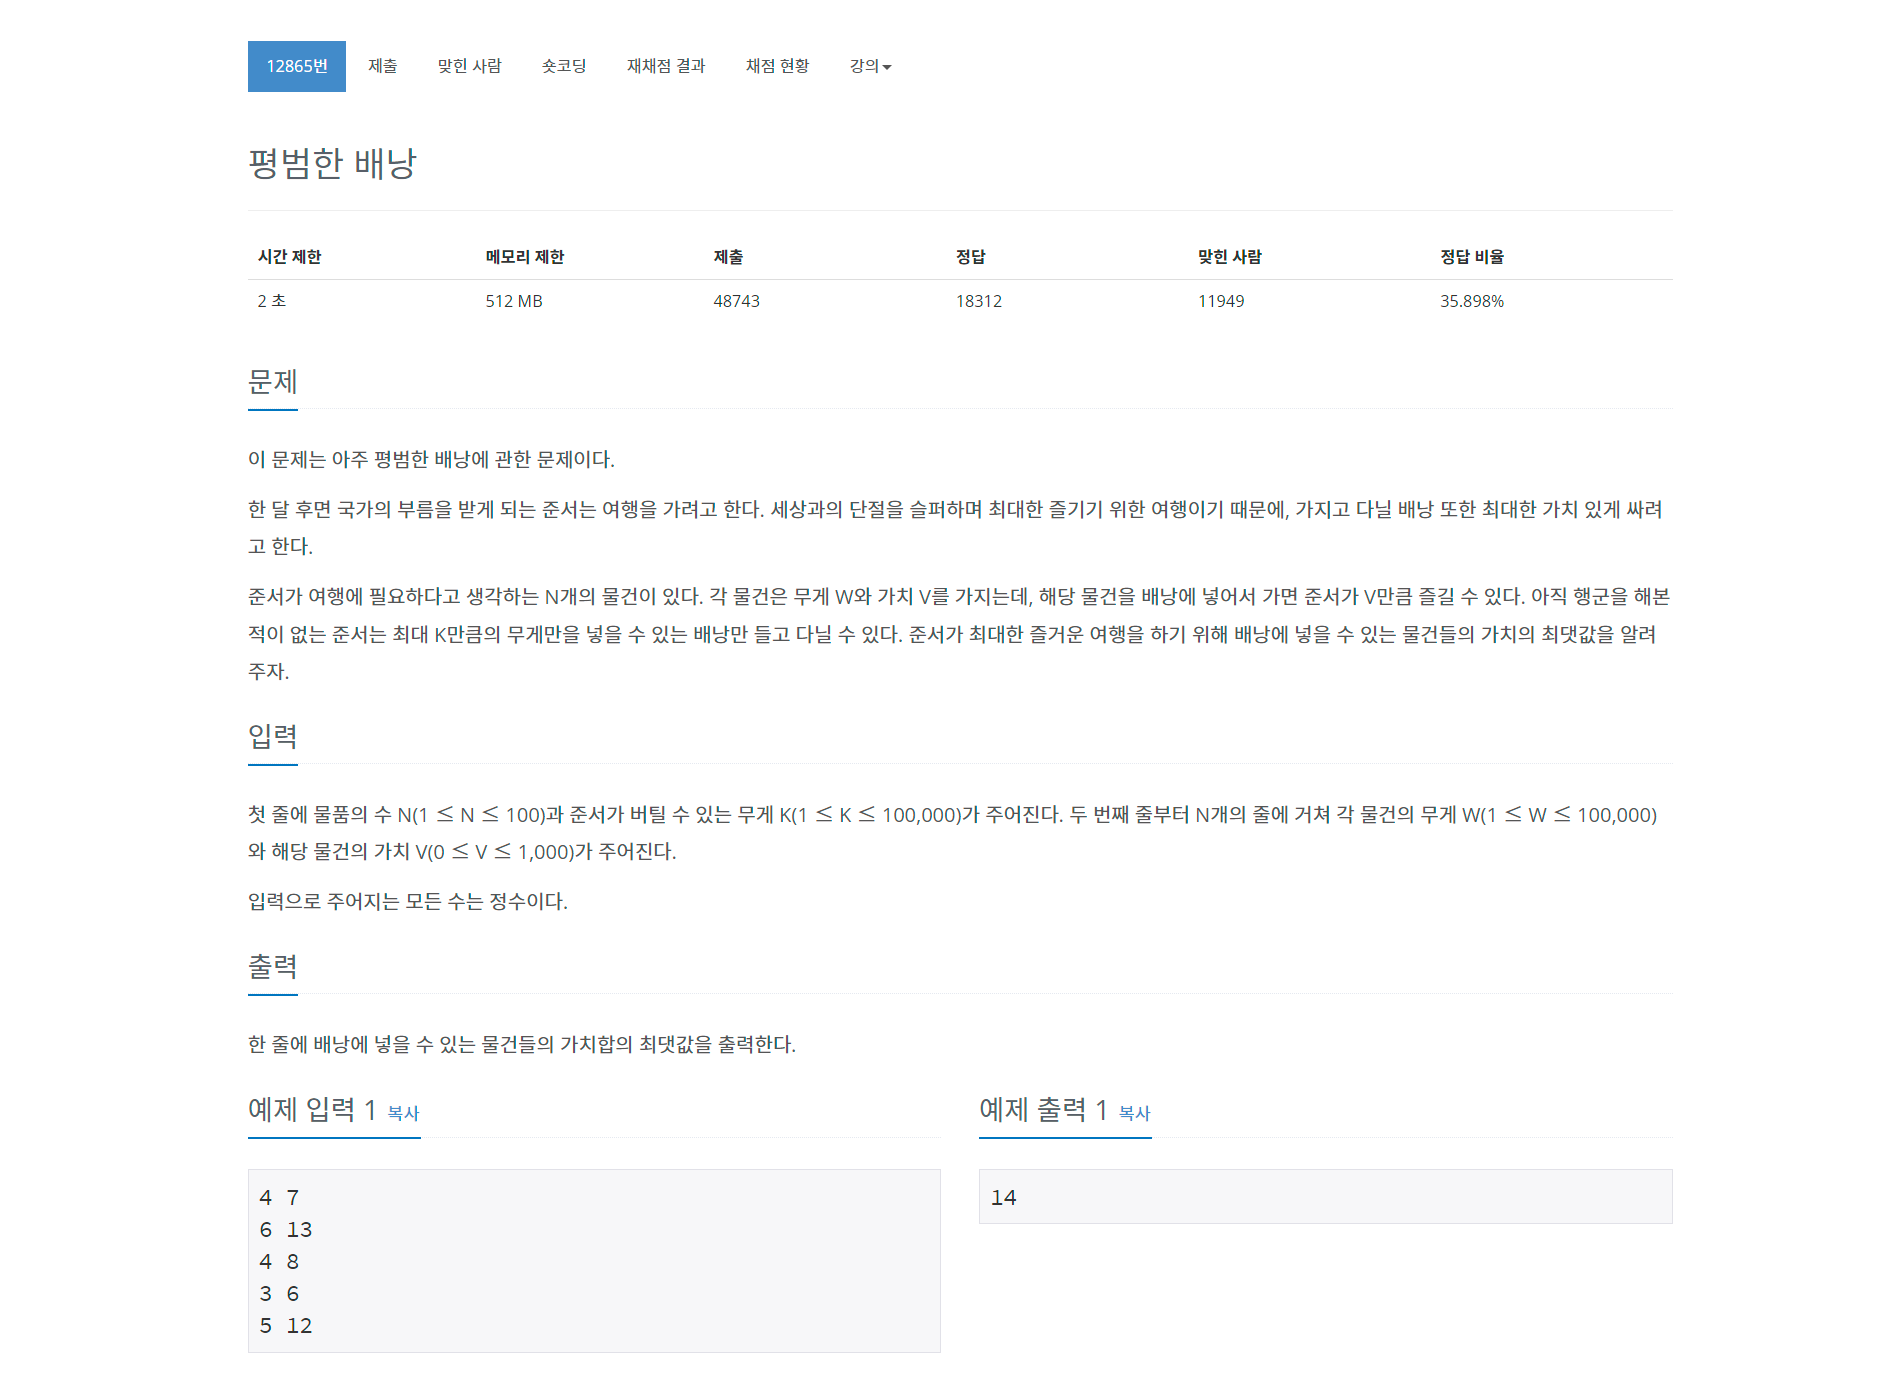 12865번 제출 맞힌 사람 숏코딩 재채점 결과 채점 현황 강의
평범한 배낭
시간 제한 메모리 제한 제출 정답 맞힌 사람 정답 비율
2 초 512 MB 48743 18312 11949 35.898%
문제
이 문제는 아주 평범한 배낭에 관한 문제이다.
한 달 후면 국가의 부름을 받게 되는 준서는 여행을 가려고 한다. 세상과의 단절을 슬퍼하며 최대한 즐기기 위한 여행이기 때문에, 가지고 다닐 배낭 또한 최대한 가치 있게 싸려
고 한다.
준서가 여행에 필요하다고 생각하는 N개의 물건이 있다. 각 물건은 무게 W와 가치 V를 가지는데, 해당 물건을 배낭에 넣어서 가면 준서가 V만큼 즐길 수 있다. 아직 행군을 해본
적이 없는 준서는 최대 K만큼의 무게만을 넣을 수 있는 배낭만 들고 다닐 수 있다. 준서가 최대한 즐거운 여행을 하기 위해 배낭에 넣을 수 있는 물건들의 가치의 최댓값을 알려
주자.
입력
첫 줄에 물품의 수 N(1 ≤ N ≤ 100)과 준서가 버틸 수 있는 무게 K(1 ≤ K ≤ 100,000)가 주어진다. 두 번째 줄부터 N개의 줄에 거쳐 각 물건의 무게 W(1 ≤ W ≤ 100,000)
와 해당 물건의 가치 V(0 ≤ V ≤ 1,000)가 주어진다.
입력으로 주어지는 모든 수는 정수이다.
출력
한 줄에 배낭에 넣을 수 있는 물건들의 가치합의 최댓값을 출력한다.
예제 입력 1 복사
4 7
6 13
4 8
3 6
5 12
예제 출력 1 복사
14